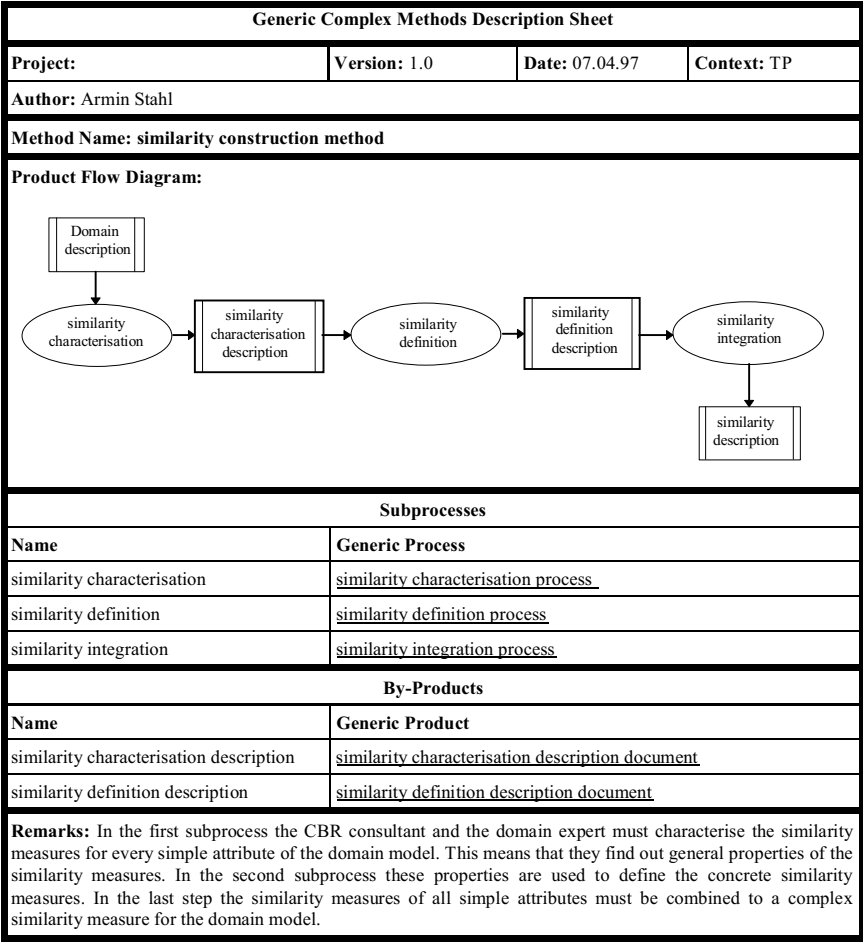 Generic Complex Methods Description Sheet
Project:
Version: 1.0
Date: 07.04.97
Context: TP
Author: Armin Stahl
Method Name: similarity construction method
Product Flow Diagram:
Domain
description
similarity
characterisation
similarity
characterisation
description
similarity
definition
similarity
definition
description
similarity
integration
similarity
description
Subprocesses
Name
Generic Process
similarity characterisation
similarity characterisation process
similarity definition
similarity definition process
similarity integration
similarity integration process
By-Products
Name
Generic Product
similarity characterisation description
similarity characterisation description document
similarity definition description
similarity definition description document
Remarks: In the first subprocess the CBR consultant and the domain expert must characterise the similarity
measures for every simple attribute of the domain model. This means that they find out general properties of the
similarity measures. In the second subprocess these properties are used to define the concrete similarity
measures. In the last step the similarity measures of all simple attributes must be combined to a complex
similarity measure for the domain model.